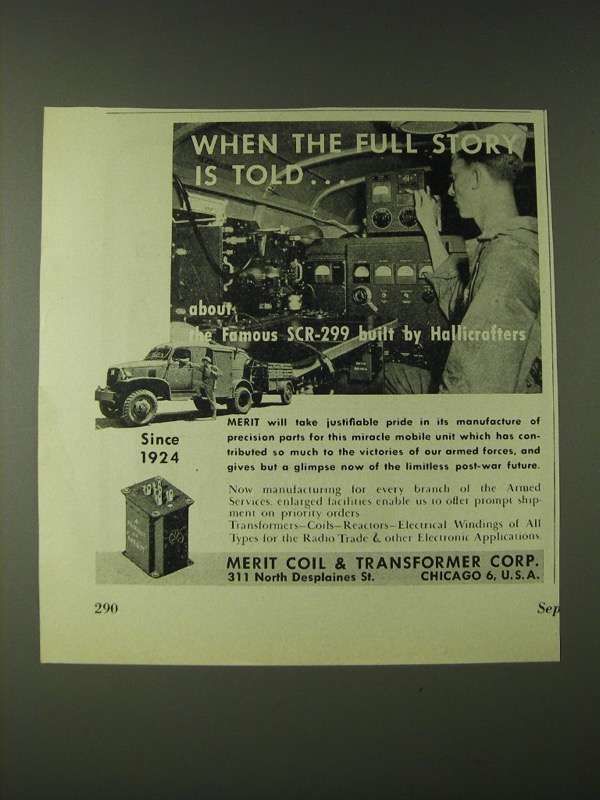 WHEN THE FULL STORY
IS TOLD...
about
the Famous SCR-299 built by Hallicrafters
MERIT will take justifiable pride in its manufacture of
precision parts for this miracle mobile unit which has con-
tributed so much to the victories of our armed forces, and
gives but a glimpse now of the limitless post-war future.
Since
1924
Now manufacturing for every branch of the Armed
Services, enlarged facilities enable us to offer prompt ship-
ment on priority orders
Transformers—Coils—Reactors—Electrical Windings of All
Types for the Radio Trade & other Electronic Applications.
MERIT COIL & TRANSFORMER CORP.
311 North Desplaines St. CHICAGO 6, U.S.A.
290
Sep